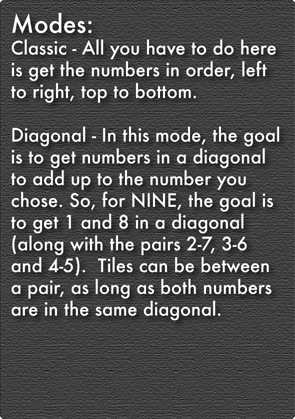 Modes:
Classic - All you have to do here
is get the numbers in order, left
to right, top to bottom.
Diagonal - In this mode, the goal
is to get numbers in a diagonal
to add up to the number you
chose. So, for NINE, the goal is
to get 1 and 8 in a diagonal
(along with the pairs 2-7, 3-6
and 4-5).  Tiles can be between
a pair, as long as both numbers
are in the same diagonal.